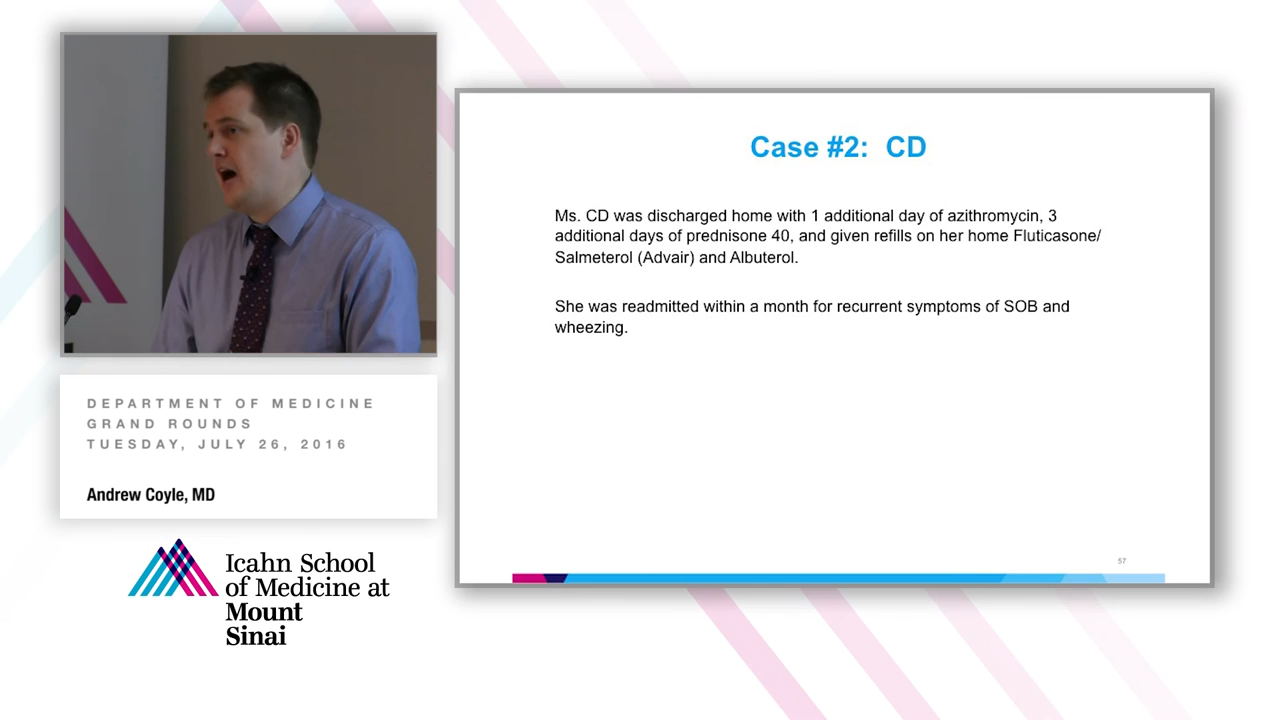 Case #2: CD
Ms. CD was discharged home with 1 additional day of azithromycin, 3
additional days of prednisone 40, and given refills on her home Fluticasone/
Salmeterol (Advair) and Albuterol.
She was readmitted within a month for recurrent symptoms of SOB and
wheezing.
57
DEPARTMENT OF MEDICINE
GRAND ROUNDS
TUESDAY, JULY 26, 2016
Andrew Coyle, MD
Icahn School
of Medicine at
Mount
Sinai